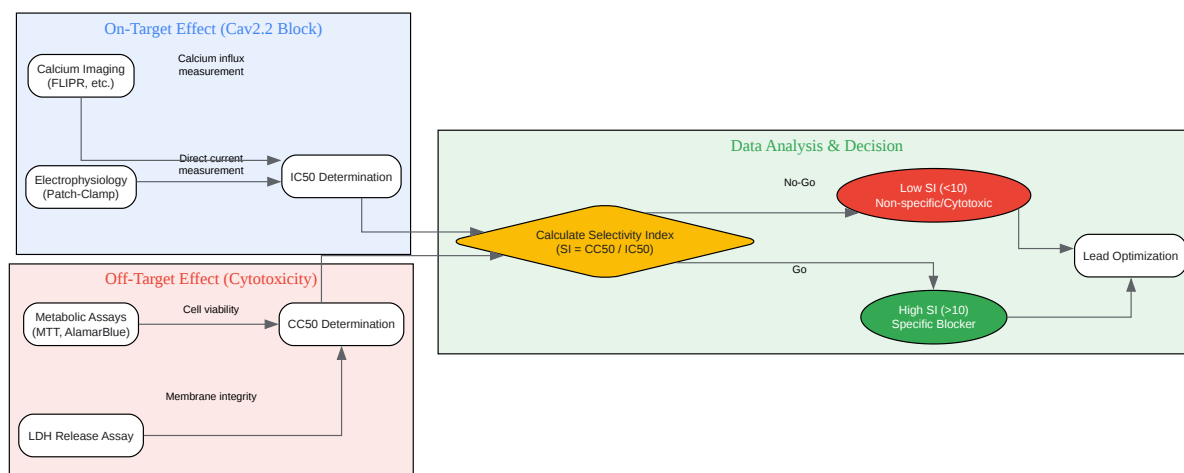 On-Target Effect (Cav2.2 Block)
Calcium Imaging
(FLIPR, etc.)
Calcium influx
measurement
Electrophysiology
(Patch-Clamp)
Direct current
measurement
IC50 Determination
Off-Target Effect (Cytotoxicity)
Metabolic Assays
(MTT, AlamarBlue)
Cell viability
CC50 Determination
Membrane integrity
LDH Release Assay
Data Analysis & Decision
Calculate Selectivity Index
(SI = CC50 / IC50)
No-Go
Low SI (<10)
Non-specific/Cytotoxic
Go
High SI (>10)
Specific Blocker
Lead Optimization